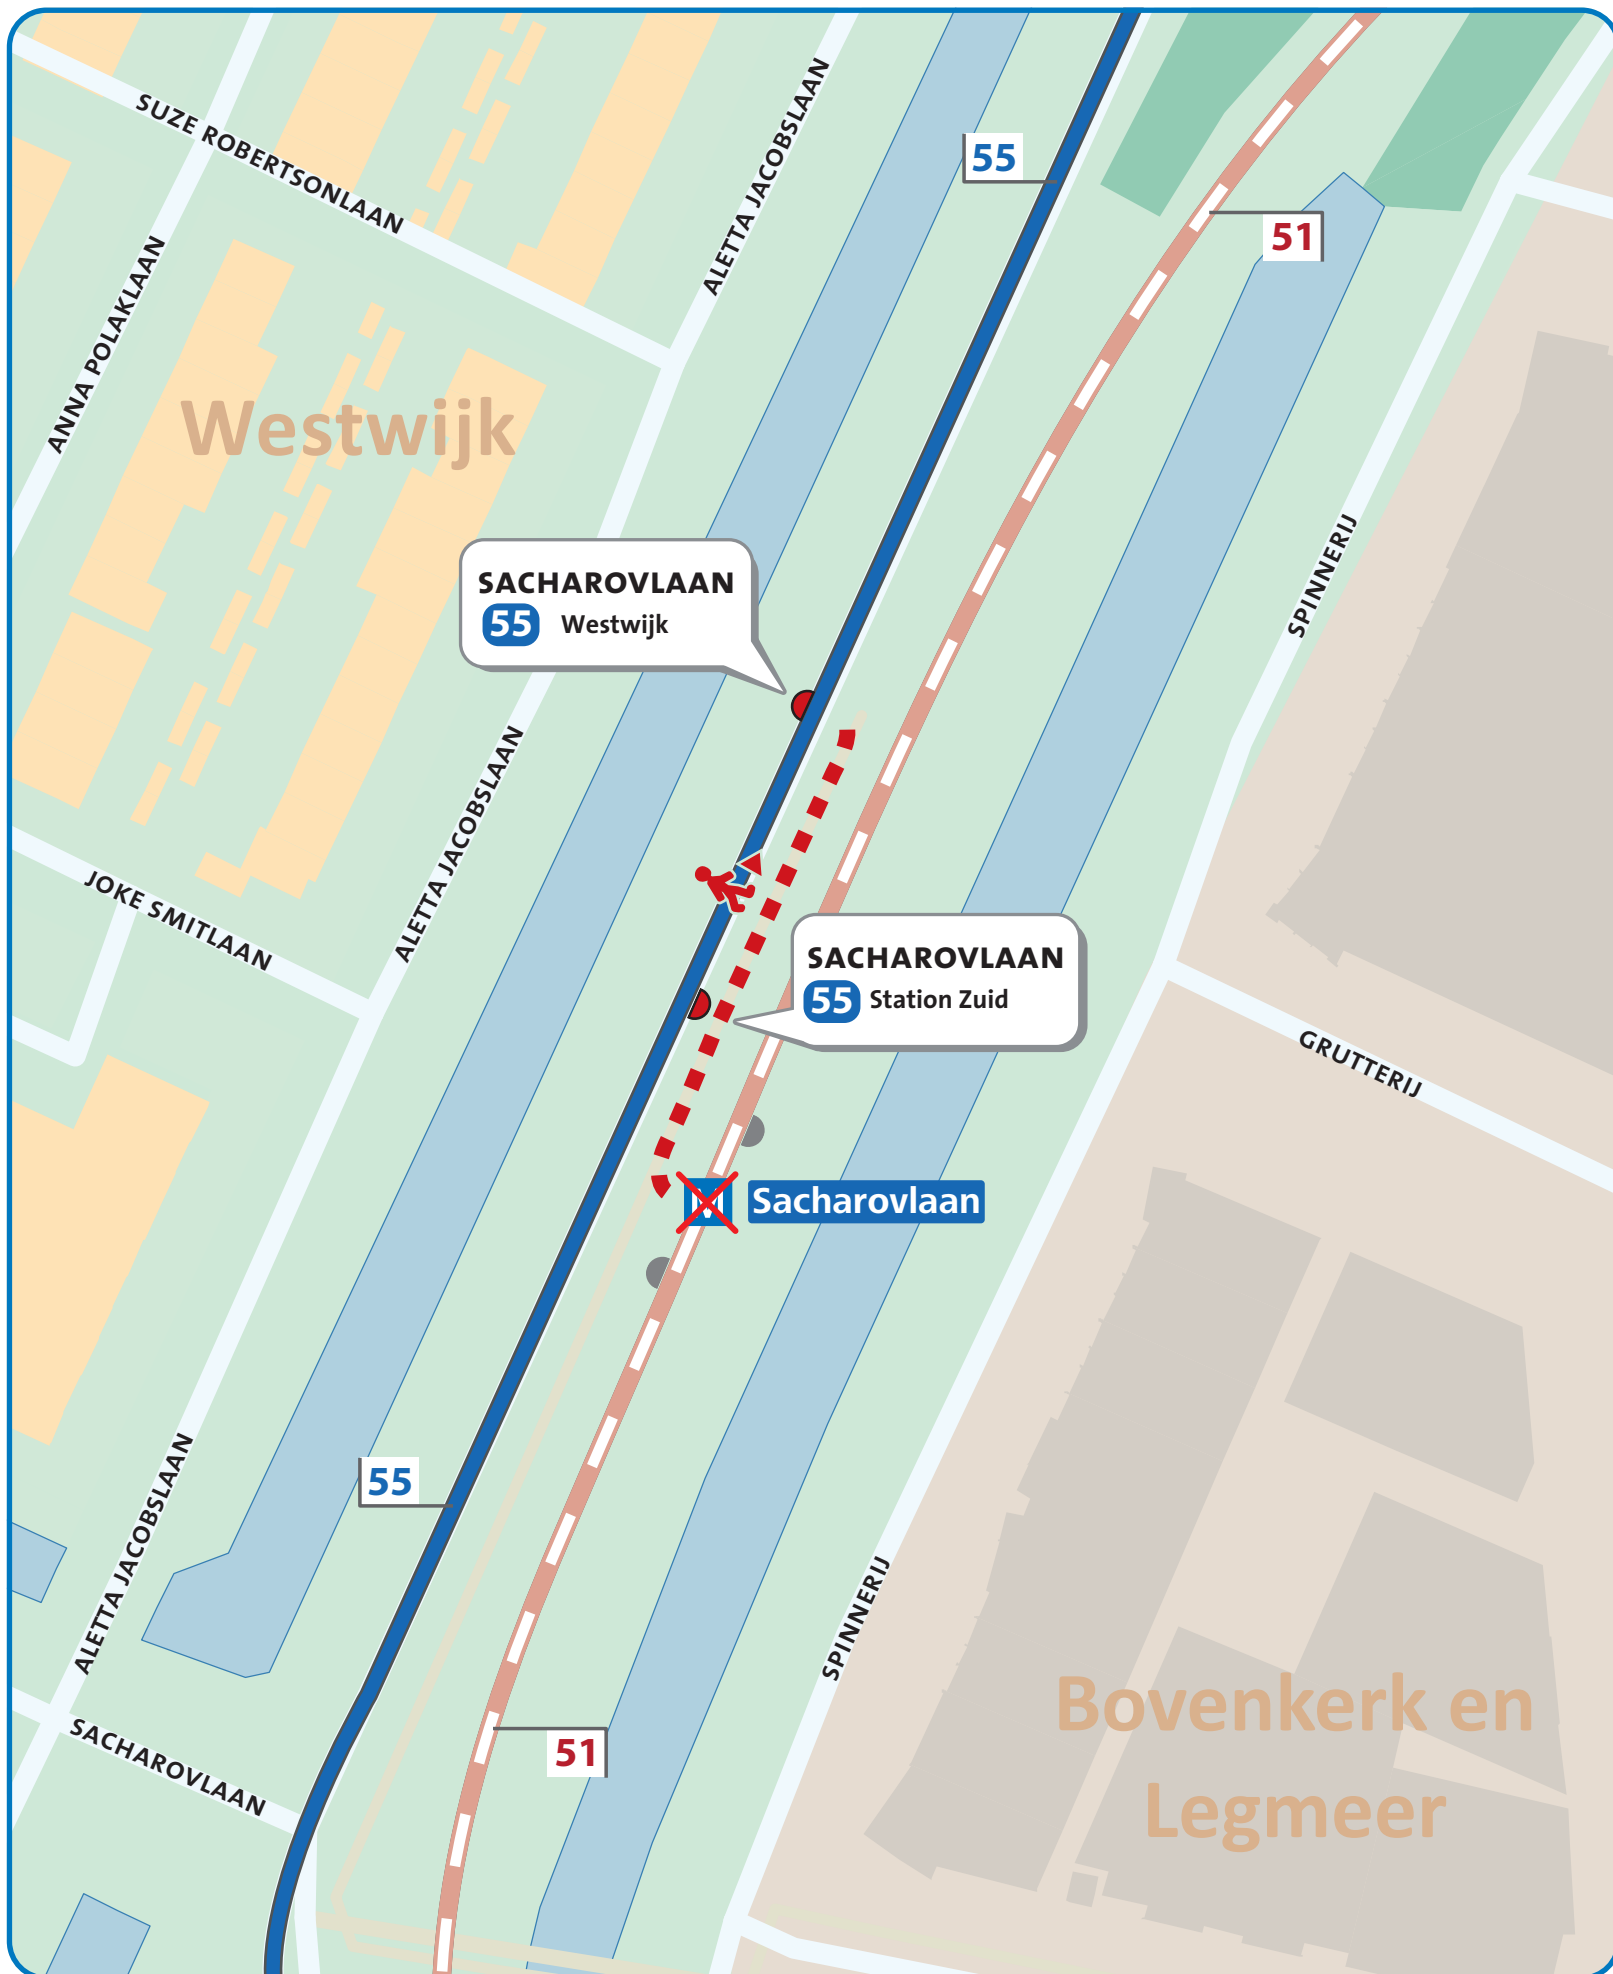 SUZE ROBERTSONLAAN
ALETTA JACOBSLAAN
55
51
ANNA POLAKLAAN
Westwijk
SACHAROVLAAN
55 Westwijk
SPINNERIJ
ALETTA JACOBSLAAN
JOKE SMITLAAN
SACHAROVLAAN
55 Station Zuid
GRUTTERIJ
M
Sacharovlaan
55
ALETTA JACOBSLAAN
SPINNERIJ
Bovenkerk en
Legmeer
51
SACHAROVLAAN